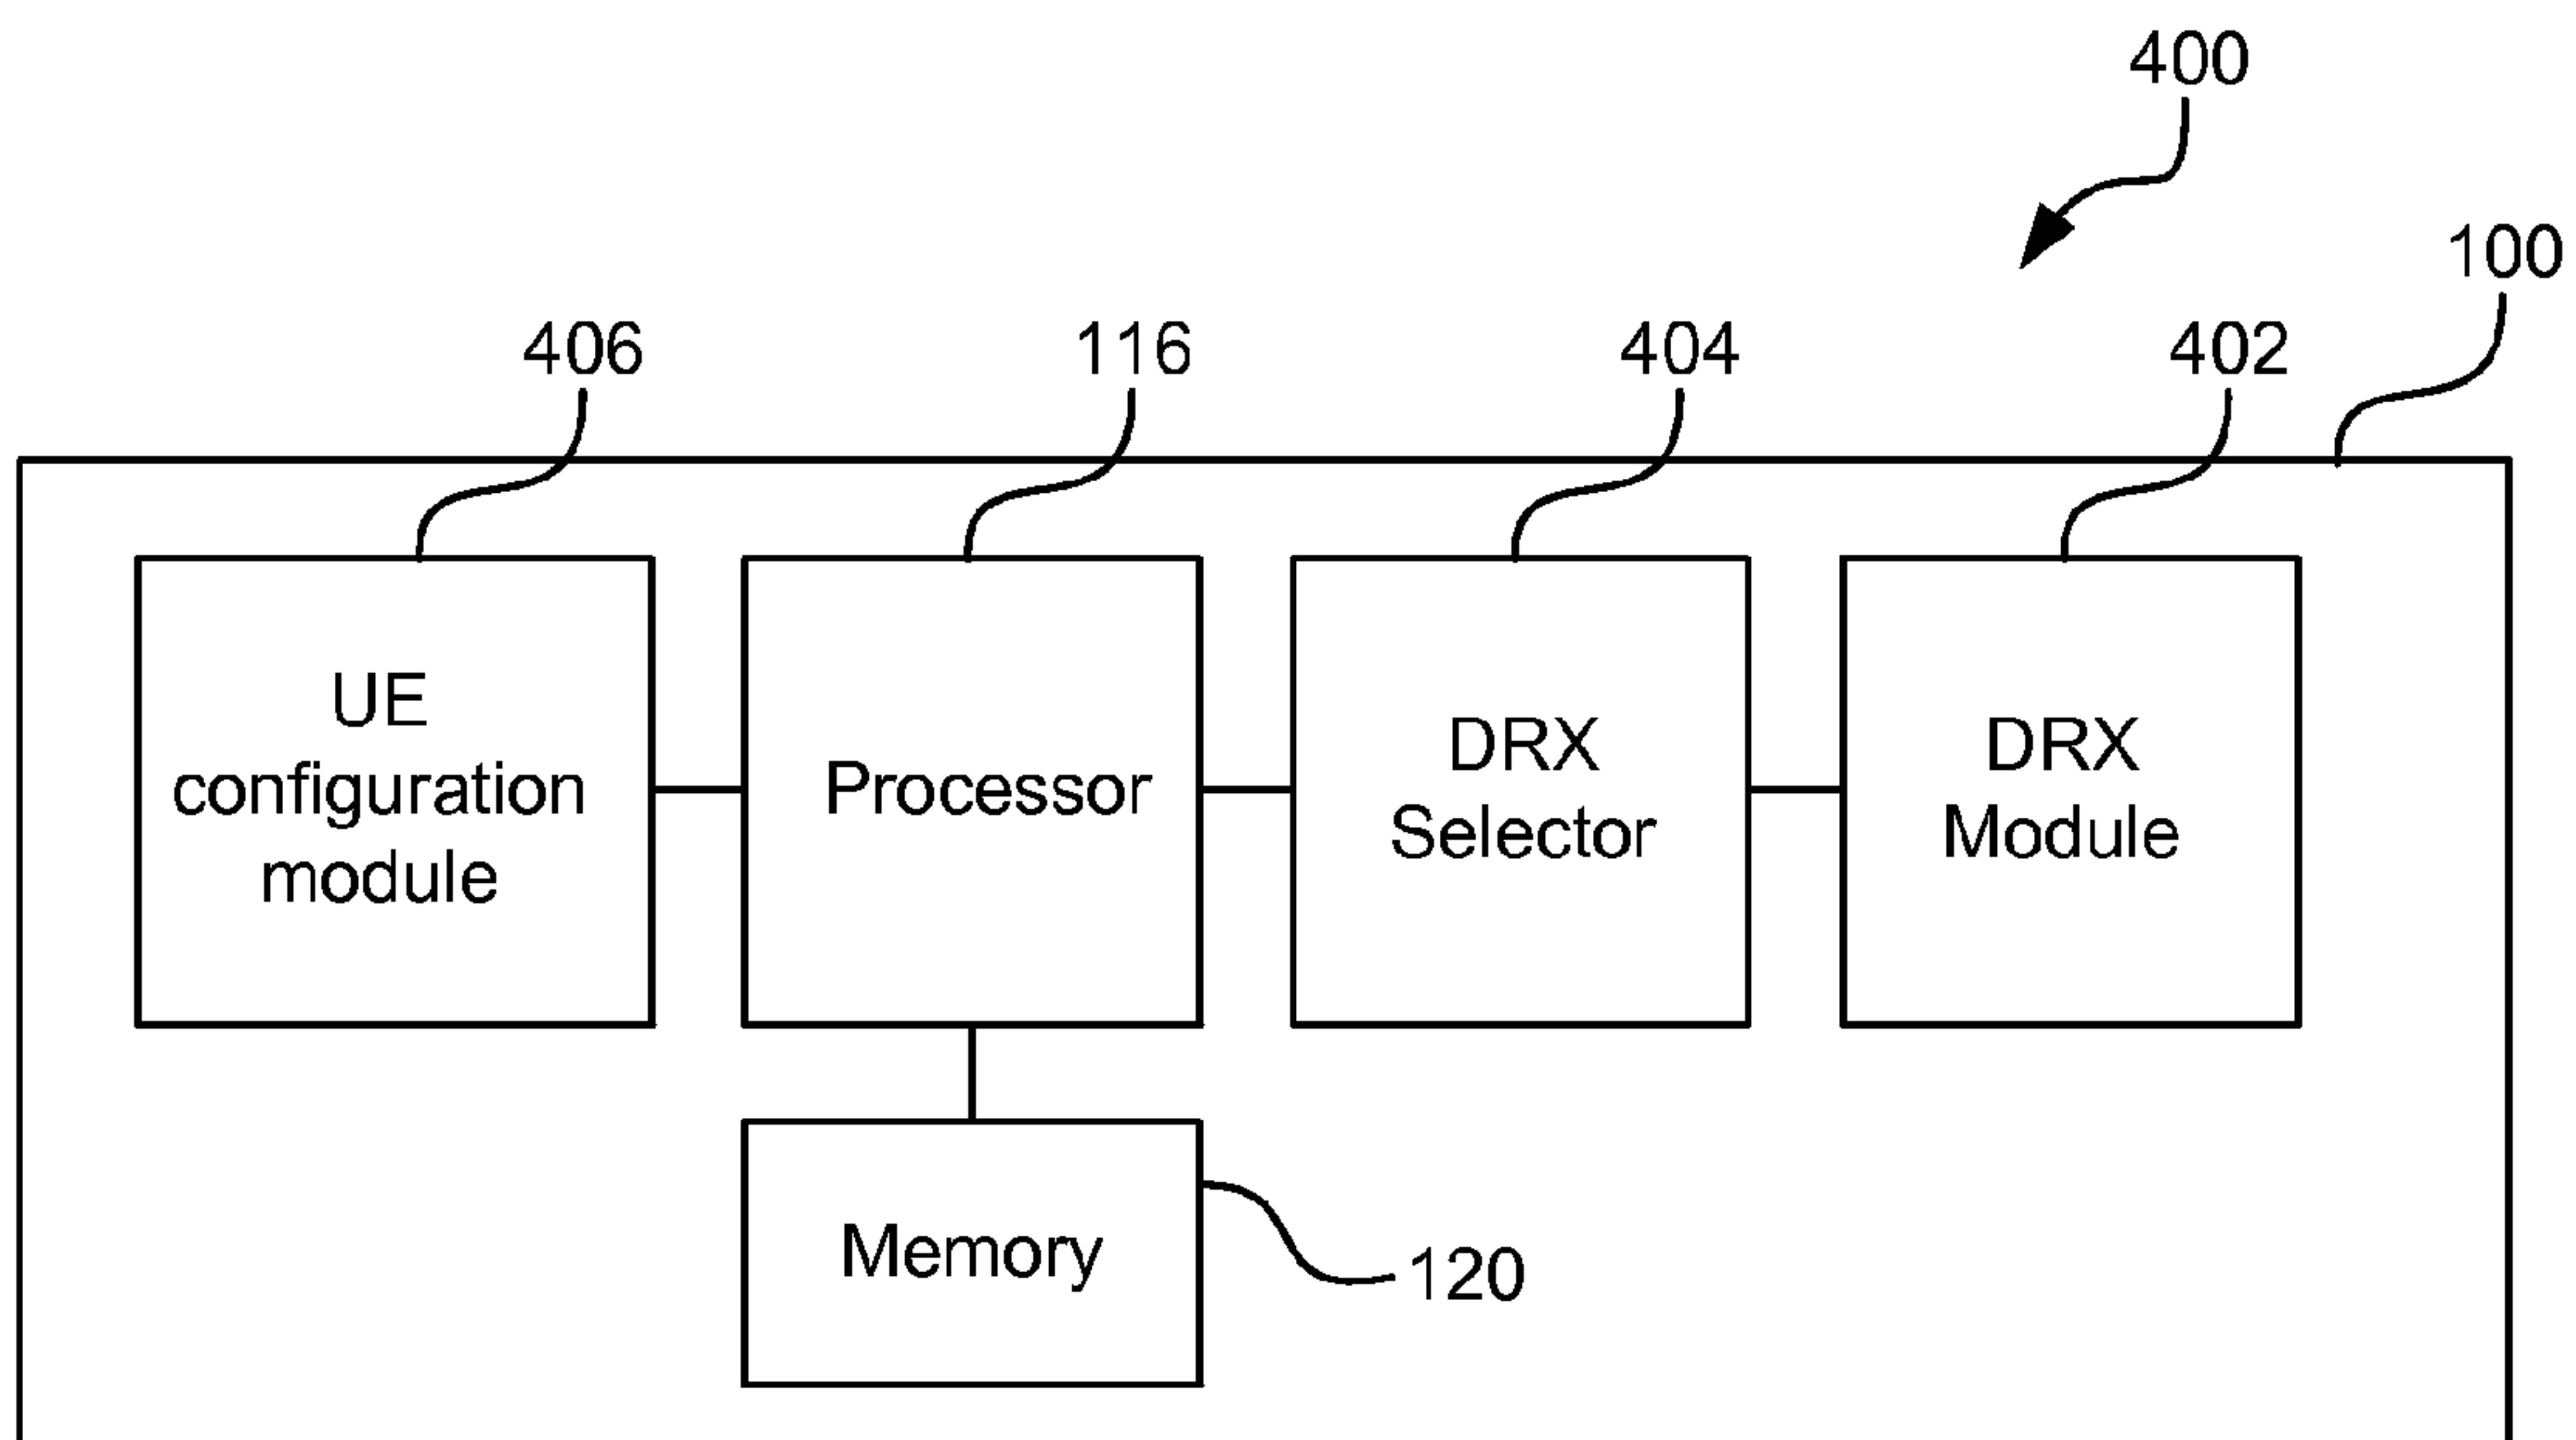 400
100
406
116
404
402
UE
configuration
module
Processor
DRX
Selector
DRX
Module
Memory
120